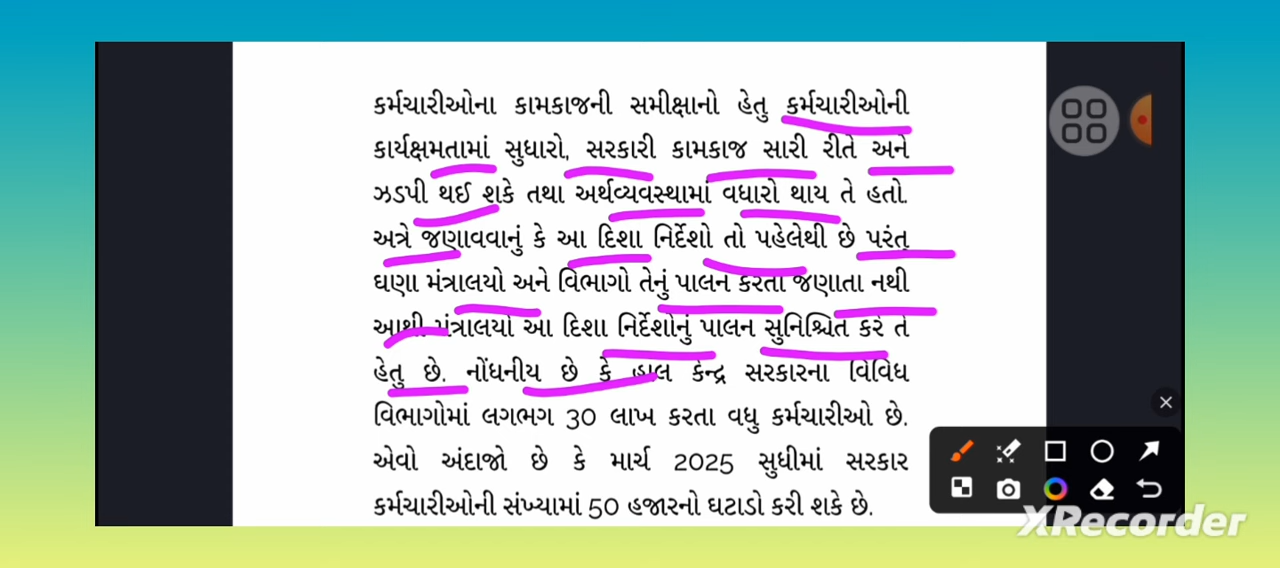 કર્મચારીઓના કામકાજની સમીક્ષાનો હેતુ કર્મચારીઓની
કાર્યક્ષમતામાં સુધારો, સરકારી કામકાજ સારી રીતે અને
ઝડપી થઈ શકે તથા અર્થવ્યવસ્થામાં વધારો થાય તે હતો.
અત્રે જણાવવાનું કે આ દિશા નિર્દેશો તો પહેલેથી છે પરંતુ
ઘણા મંત્રાલયો અને વિભાગો તેનું પાલન કરતા જણાતા નથી
આથી મંત્રાલયો આ દિશા નિર્દેશોનું પાલન સુનિશ્ચિત કરે તે
હેતુ છે. નોંધનીય છે કે હાલ કેન્દ્ર સરકારના વિવિધ
વિભાગોમાં લગભગ 30 લાખ કરતા વધુ કર્મચારીઓ છે.
એવો અંદાજો છે કે માર્ચ 2025 સુધીમાં સરકાર
કર્મચારીઓની સંખ્યામાં 50 હજારનો ઘટાડો કરી શકે છે.
XRecorder